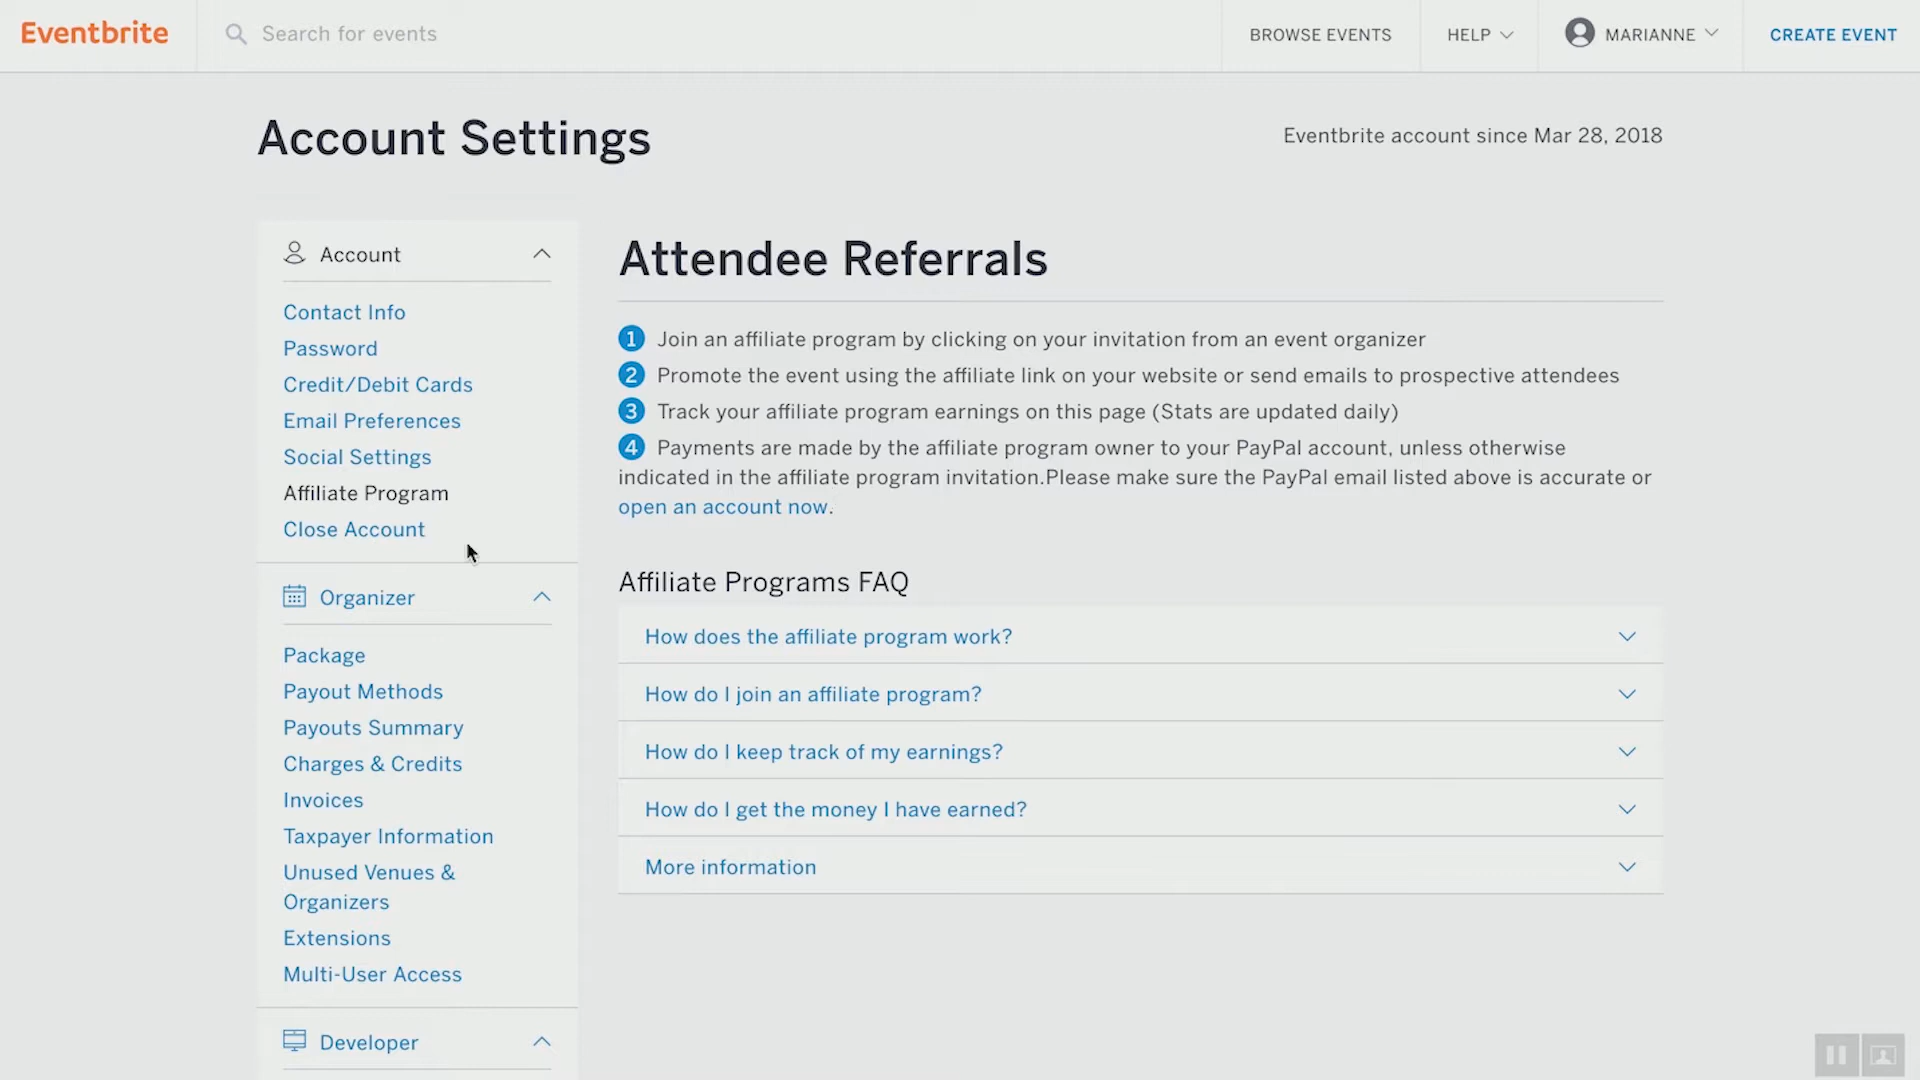 Eventbrite
Search for events
BROWSE EVENTS
HELP
MARIANNE
CREATE EVENT
Account Settings
Eventbrite account since Mar 28, 2018
Account
Contact Info
Password
Credit/Debit Cards
Email Preferences
Social Settings
Affiliate Program
Close Account
Organizer
Package
Payout Methods
Payouts Summary
Charges & Credits
Invoices
Taxpayer Information
Unused Venues &
Organizers
Extensions
Multi-User Access
Developer
Attendee Referrals
1 Join an affiliate program by clicking on your invitation from an event organizer
2 Promote the event using the affiliate link on your website or send emails to prospective attendees
3 Track your affiliate program earnings on this page (Stats are updated daily)
4 Payments are made by the affiliate program owner to your PayPal account, unless otherwise
indicated in the affiliate program invitation.Please make sure the PayPal email listed above is accurate or
open an account now.
Affiliate Programs FAQ
How does the affiliate program work?
How do I join an affiliate program?
How do I keep track of my earnings?
How do I get the money I have earned?
More information